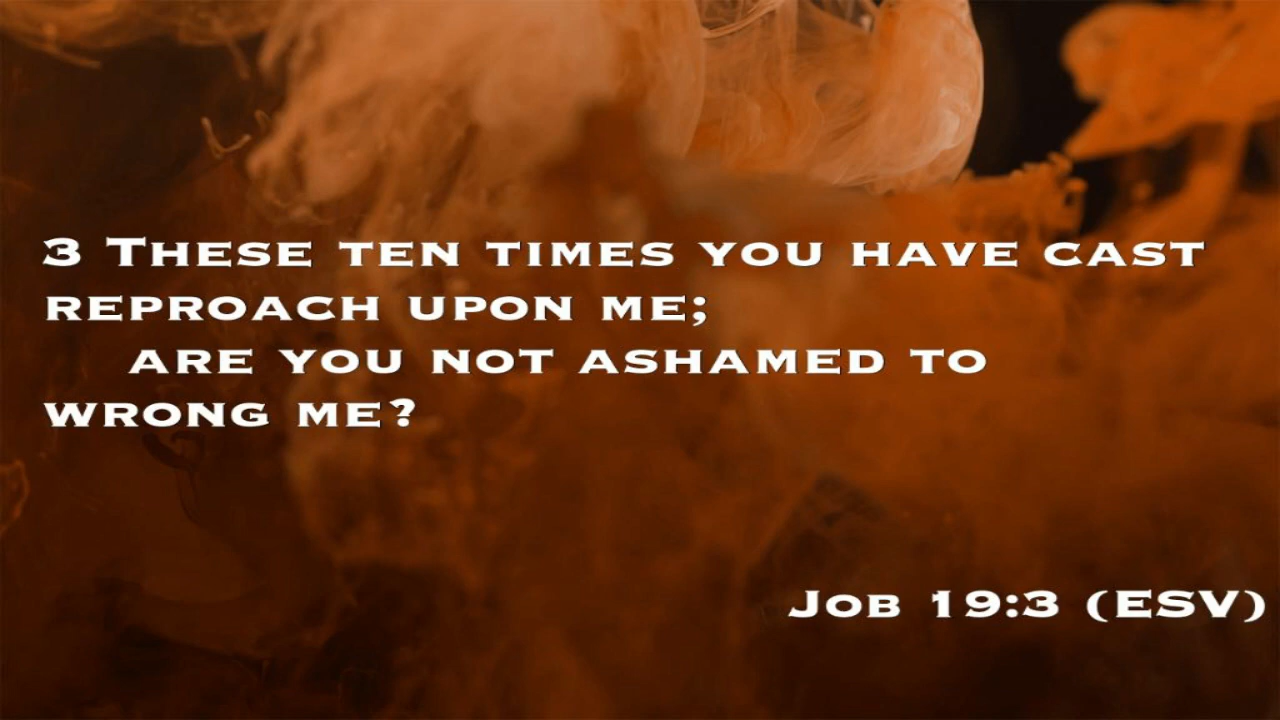 3 These ten times you have cast
reproach upon me;
are you not ashamed to
wrong me?
Job 19:3 (ESV)